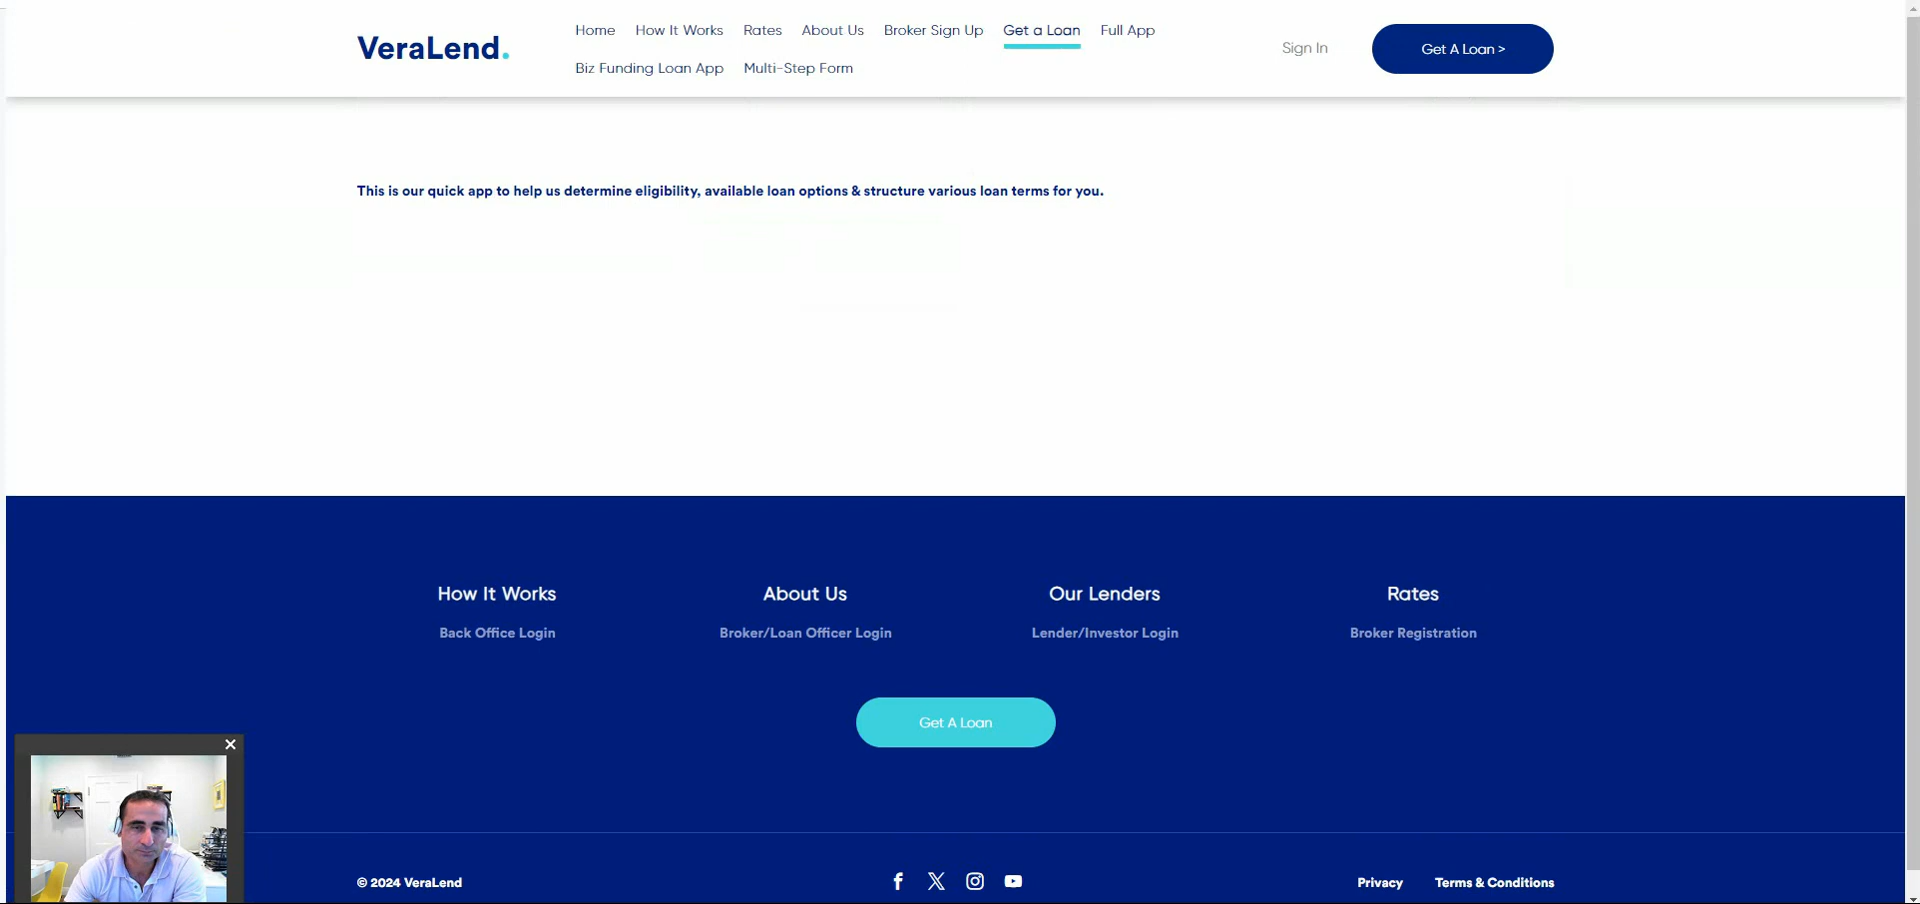 VeraLend.
Home How It Works Rates About Us Broker Sign Up Get a Loan Full App
Biz Funding Loan App Multi-Step Form
Sign In
Get A Loan >
This is our quick app to help us determine eligibility, available loan options & structure various loan terms for you.
How It Works About Us Our Lenders Rates
Back Office Login Broker/Loan Officer Login Lender/Investor Login Broker Registration
Get A Loan
© 2024 VeraLend
Privacy Terms & Conditions